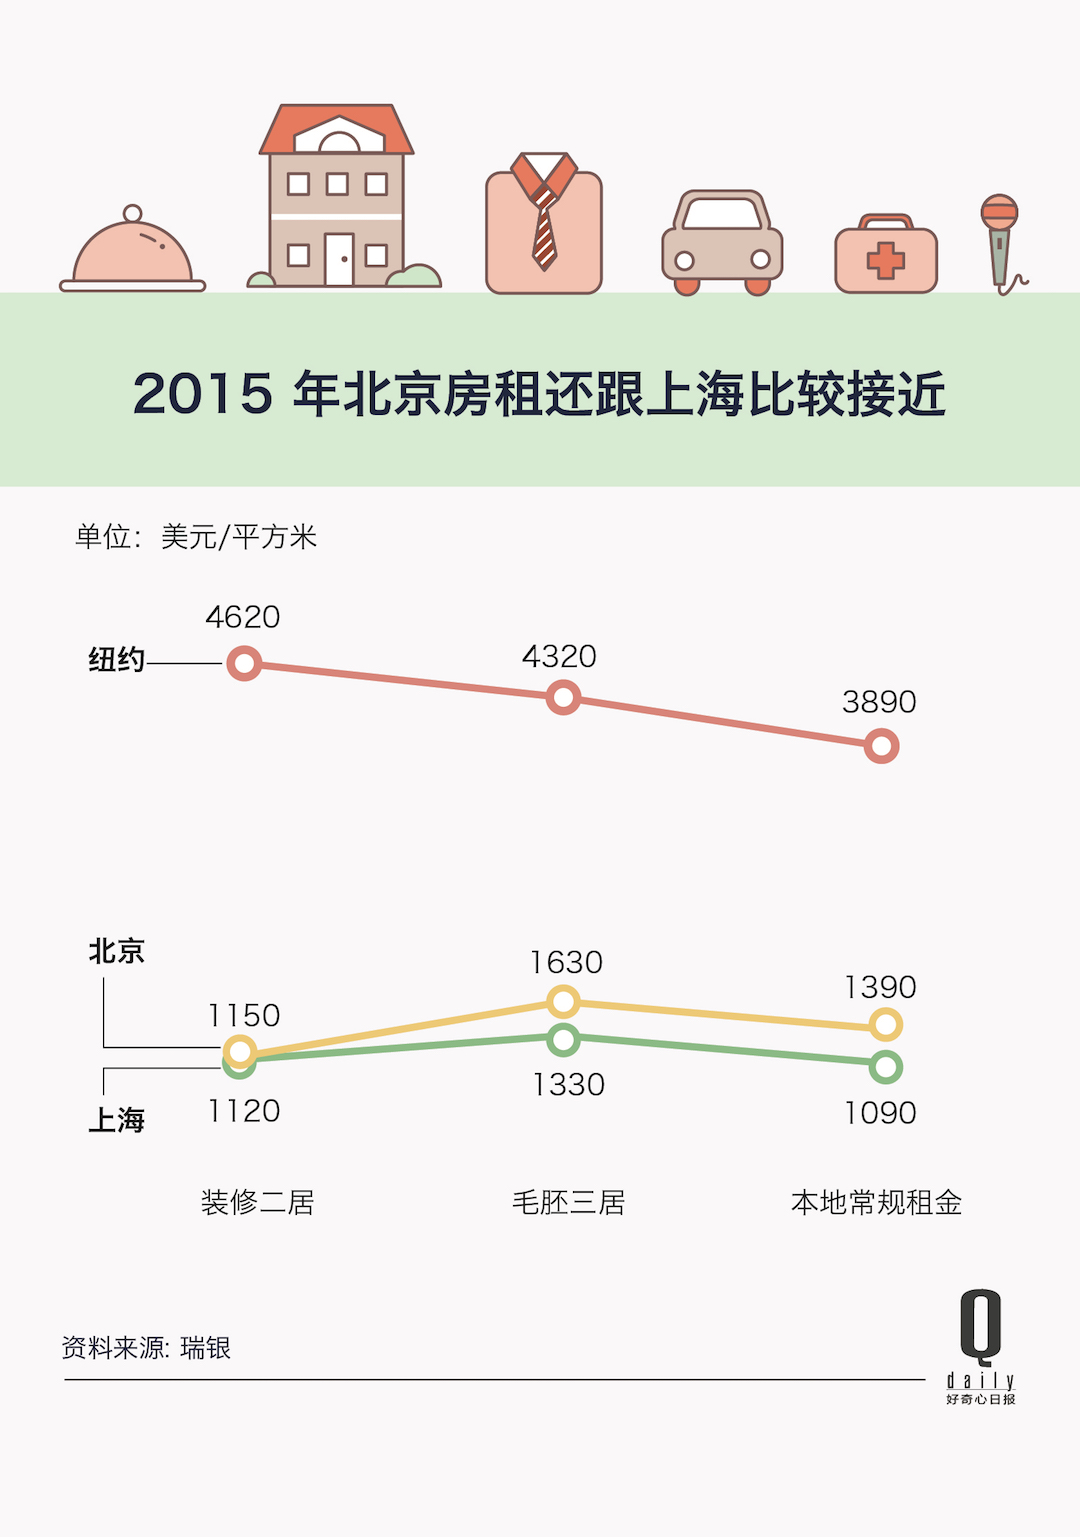 2015 年北京房租还跟上海比较接近
单位：美元/平方米
4620
纽约
4320
3890
北京
1630
1390
1150
1330
1120
1090
上海
装修二居
毛胚三居
本地常规租金
资料来源: 瑞银
Q
daily
好奇心日报